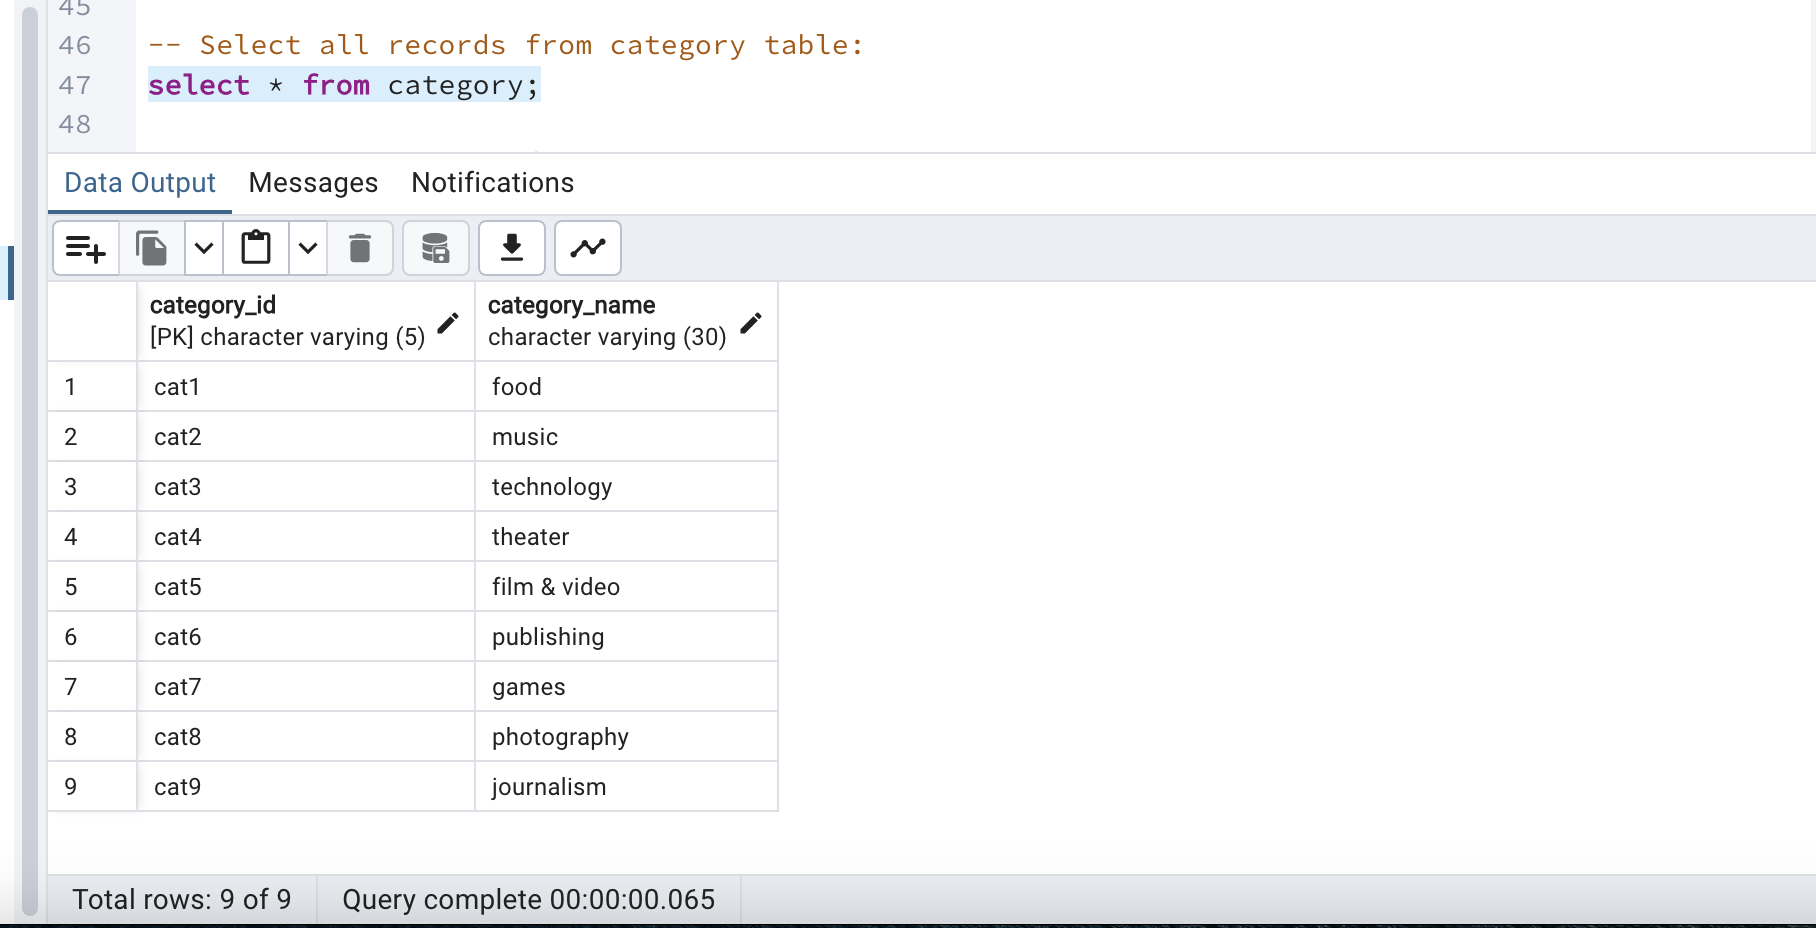 45
46 -- Select all records from category table:
47 select * from category;
48
Data Output Messages Notifications
category_id category_name
[PK] character varying (5) character varying (30)
1 cat1 food
2 cat2 music
3 cat3 technology
4 cat4 theater
5 cat5 film & video
6 cat6 publishing
7 cat7 games
8 cat8 photography
9 cat9 journalism
Total rows: 9 of 9 Query complete 00:00:00.065